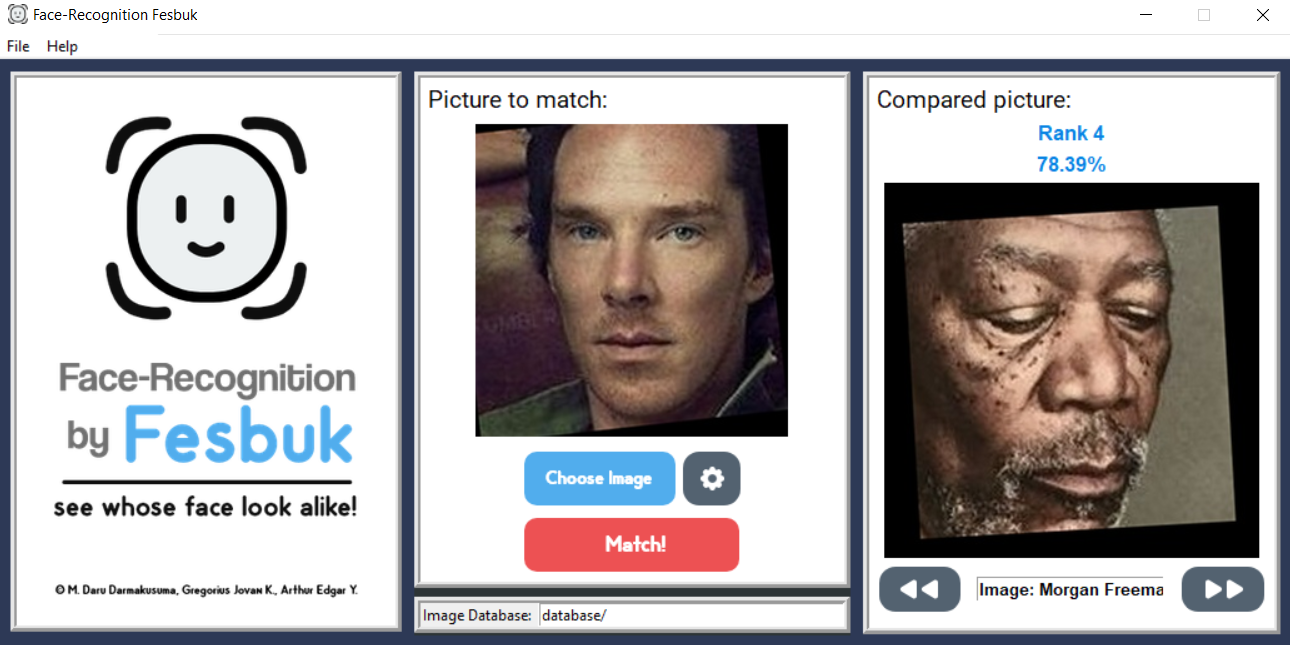 Face-Recognition Fesbuk
File Help
Face-Recognition
by Fesbuk
see whose face look alike!
© M. Daru Darmakusuma, Gregorius Jovan K., Arthur Edgar Y.
Picture to match:
Choose Image
Match!
Image Database: database/
Compared picture:
Rank 4
78.39%
Image: Morgan Freema